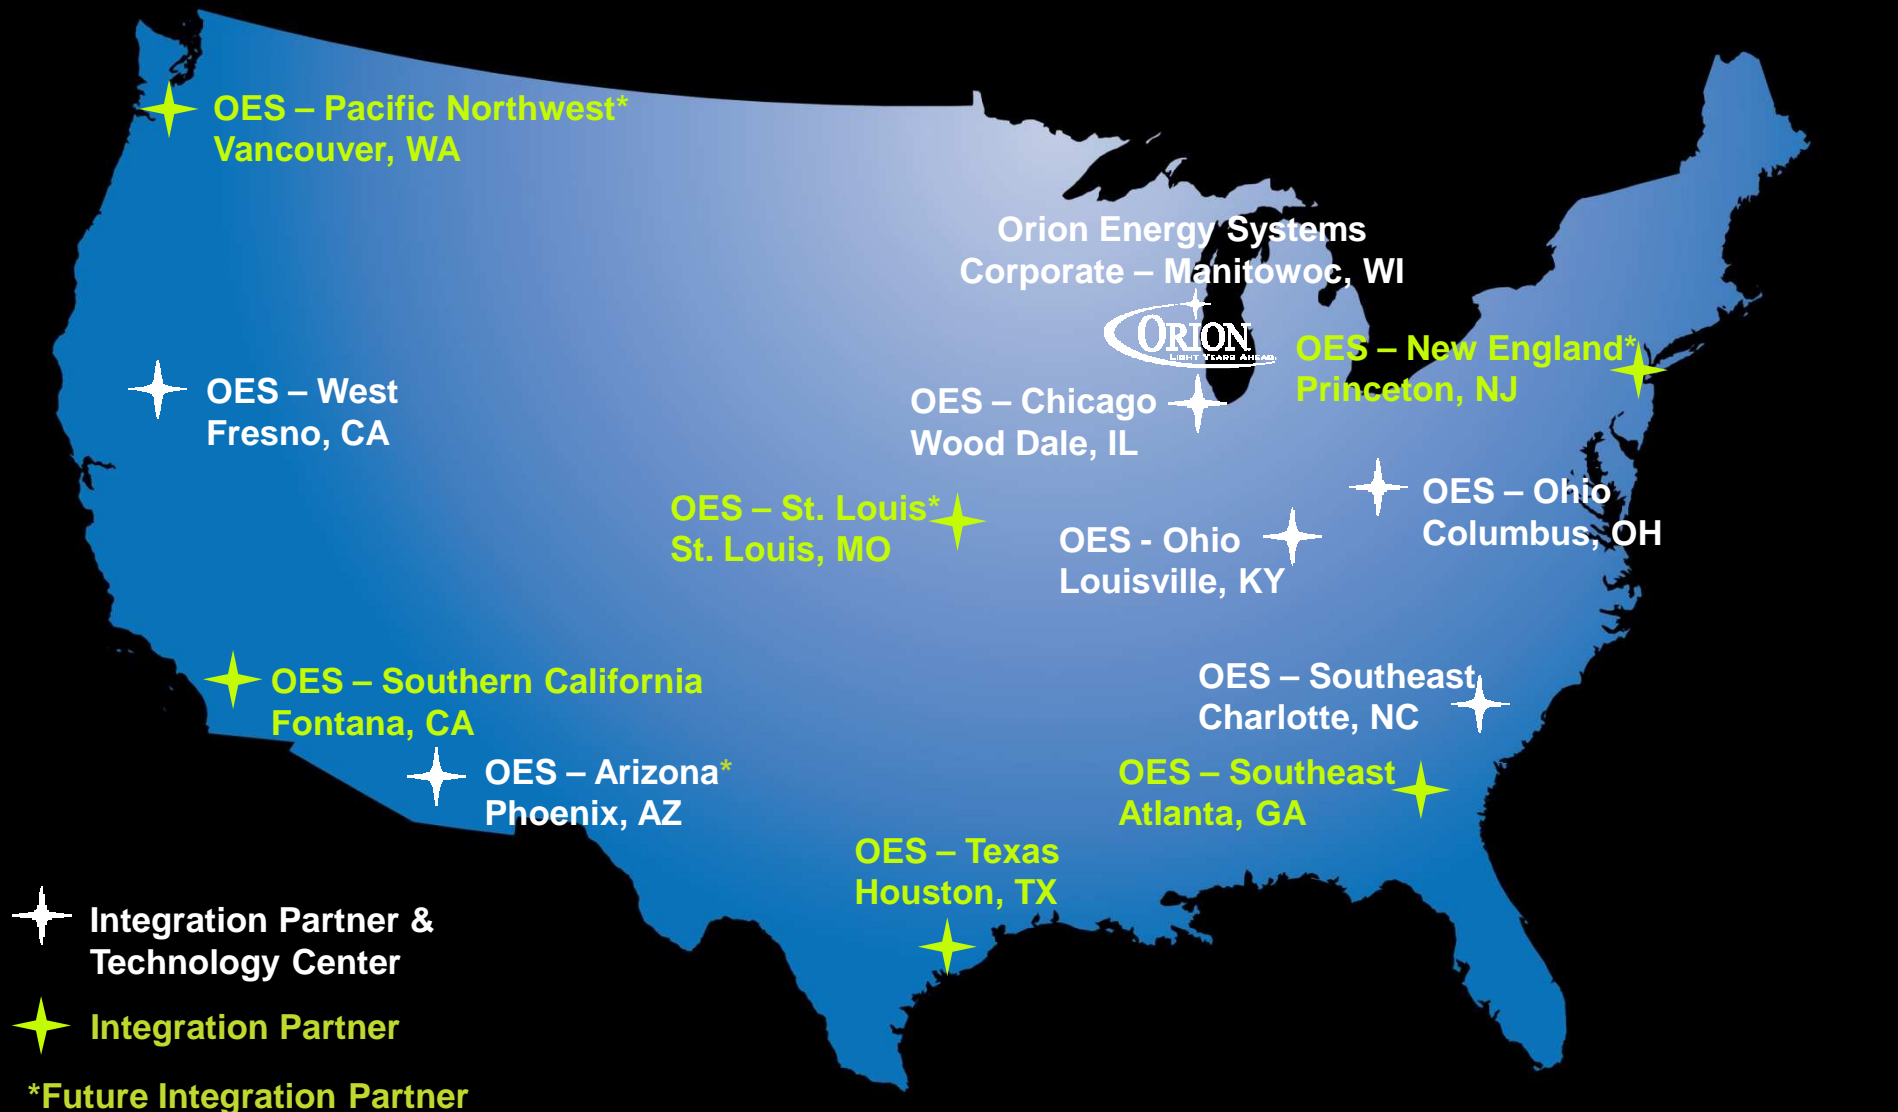 OES – Pacific Northwest*
Vancouver, WA
Orion Energy Systems
Corporate – Manitowoc, WI
ORION
LIGHT YEARS AHEAD.
OES – New England*
Princeton, NJ
OES – West
Fresno, CA
OES – Chicago
Wood Dale, IL
OES – St. Louis*
St. Louis, MO
OES - Ohio
Louisville, KY
OES – Ohio
Columbus, OH
OES – Southern California
Fontana, CA
OES – Southeast
Charlotte, NC
OES – Arizona*
Phoenix, AZ
OES – Southeast
Atlanta, GA
OES – Texas
Houston, TX
Integration Partner &
Technology Center
Integration Partner
*Future Integration Partner